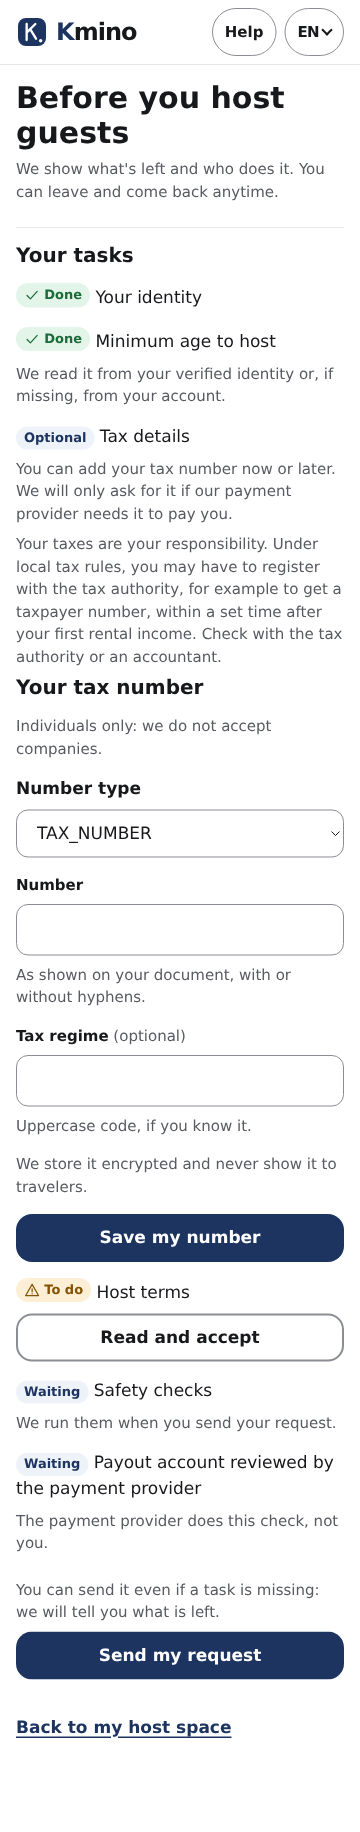 Kmino
Help
EN
Before you host
guests
We show what's left and who does it. You
can leave and come back anytime.
Your tasks
Done Your identity
Done Minimum age to host
We read it from your verified identity or, if
missing, from your account.
Optional Tax details
You can add your tax number now or later.
We will only ask for it if our payment
provider needs it to pay you.
Your taxes are your responsibility. Under
local tax rules, you may have to register
with the tax authority, for example to get a
taxpayer number, within a set time after
your first rental income. Check with the tax
authority or an accountant.
Your tax number
Individuals only: we do not accept
companies.
Number type
TAX_NUMBER
Number
As shown on your document, with or
without hyphens.
Tax regime (optional)
Uppercase code, if you know it.
We store it encrypted and never show it to
travelers.
Save my number
To do Host terms
Read and accept
Waiting Safety checks
We run them when you send your request.
Waiting Payout account reviewed by
the payment provider
The payment provider does this check, not
you.
You can send it even if a task is missing:
we will tell you what is left.
Send my request
Back to my host space